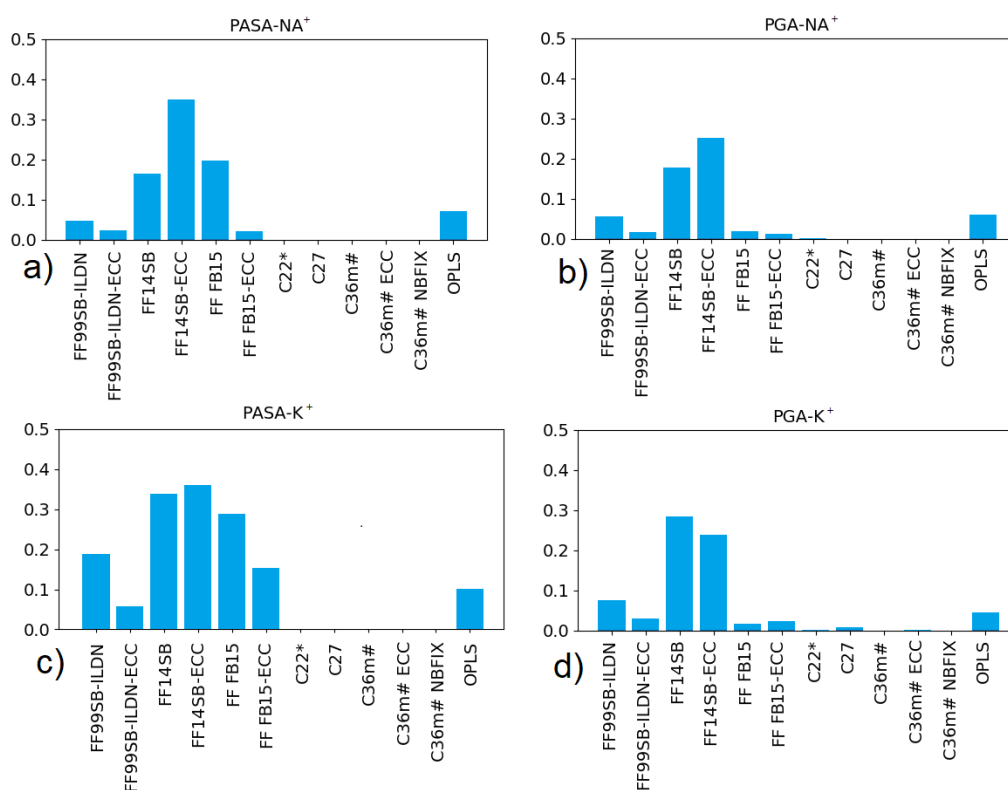 PASA-NA+
0.5
0.4
0.3
0.2
0.1
0.0
a)
FF99SB-ILDN
FF99SB-ILDN-ECC
FF14SB
FF14SB-ECC
FF FB15
FF FB15-ECC
C22*
C27
C36m#
C36m# ECC
C36m# NBFIX
OPLS
PGA-NA+
0.5
0.4
0.3
0.2
0.1
0.0
b)
FF99SB-ILDN
FF99SB-ILDN-ECC
FF14SB
FF14SB-ECC
FF FB15
FF FB15-ECC
C22*
C27
C36m#
C36m# ECC
C36m# NBFIX
OPLS
PASA-K+
0.5
0.4
0.3
0.2
0.1
0.0
c)
FF99SB-ILDN
FF99SB-ILDN-ECC
FF14SB
FF14SB-ECC
FF FB15
FF FB15-ECC
C22*
C27
C36m#
C36m# ECC
C36m# NBFIX
OPLS
PGA-K+
0.5
0.4
0.3
0.2
0.1
0.0
d)
FF99SB-ILDN
FF99SB-ILDN-ECC
FF14SB
FF14SB-ECC
FF FB15
FF FB15-ECC
C22*
C27
C36m#
C36m# ECC
C36m# NBFIX
OPLS